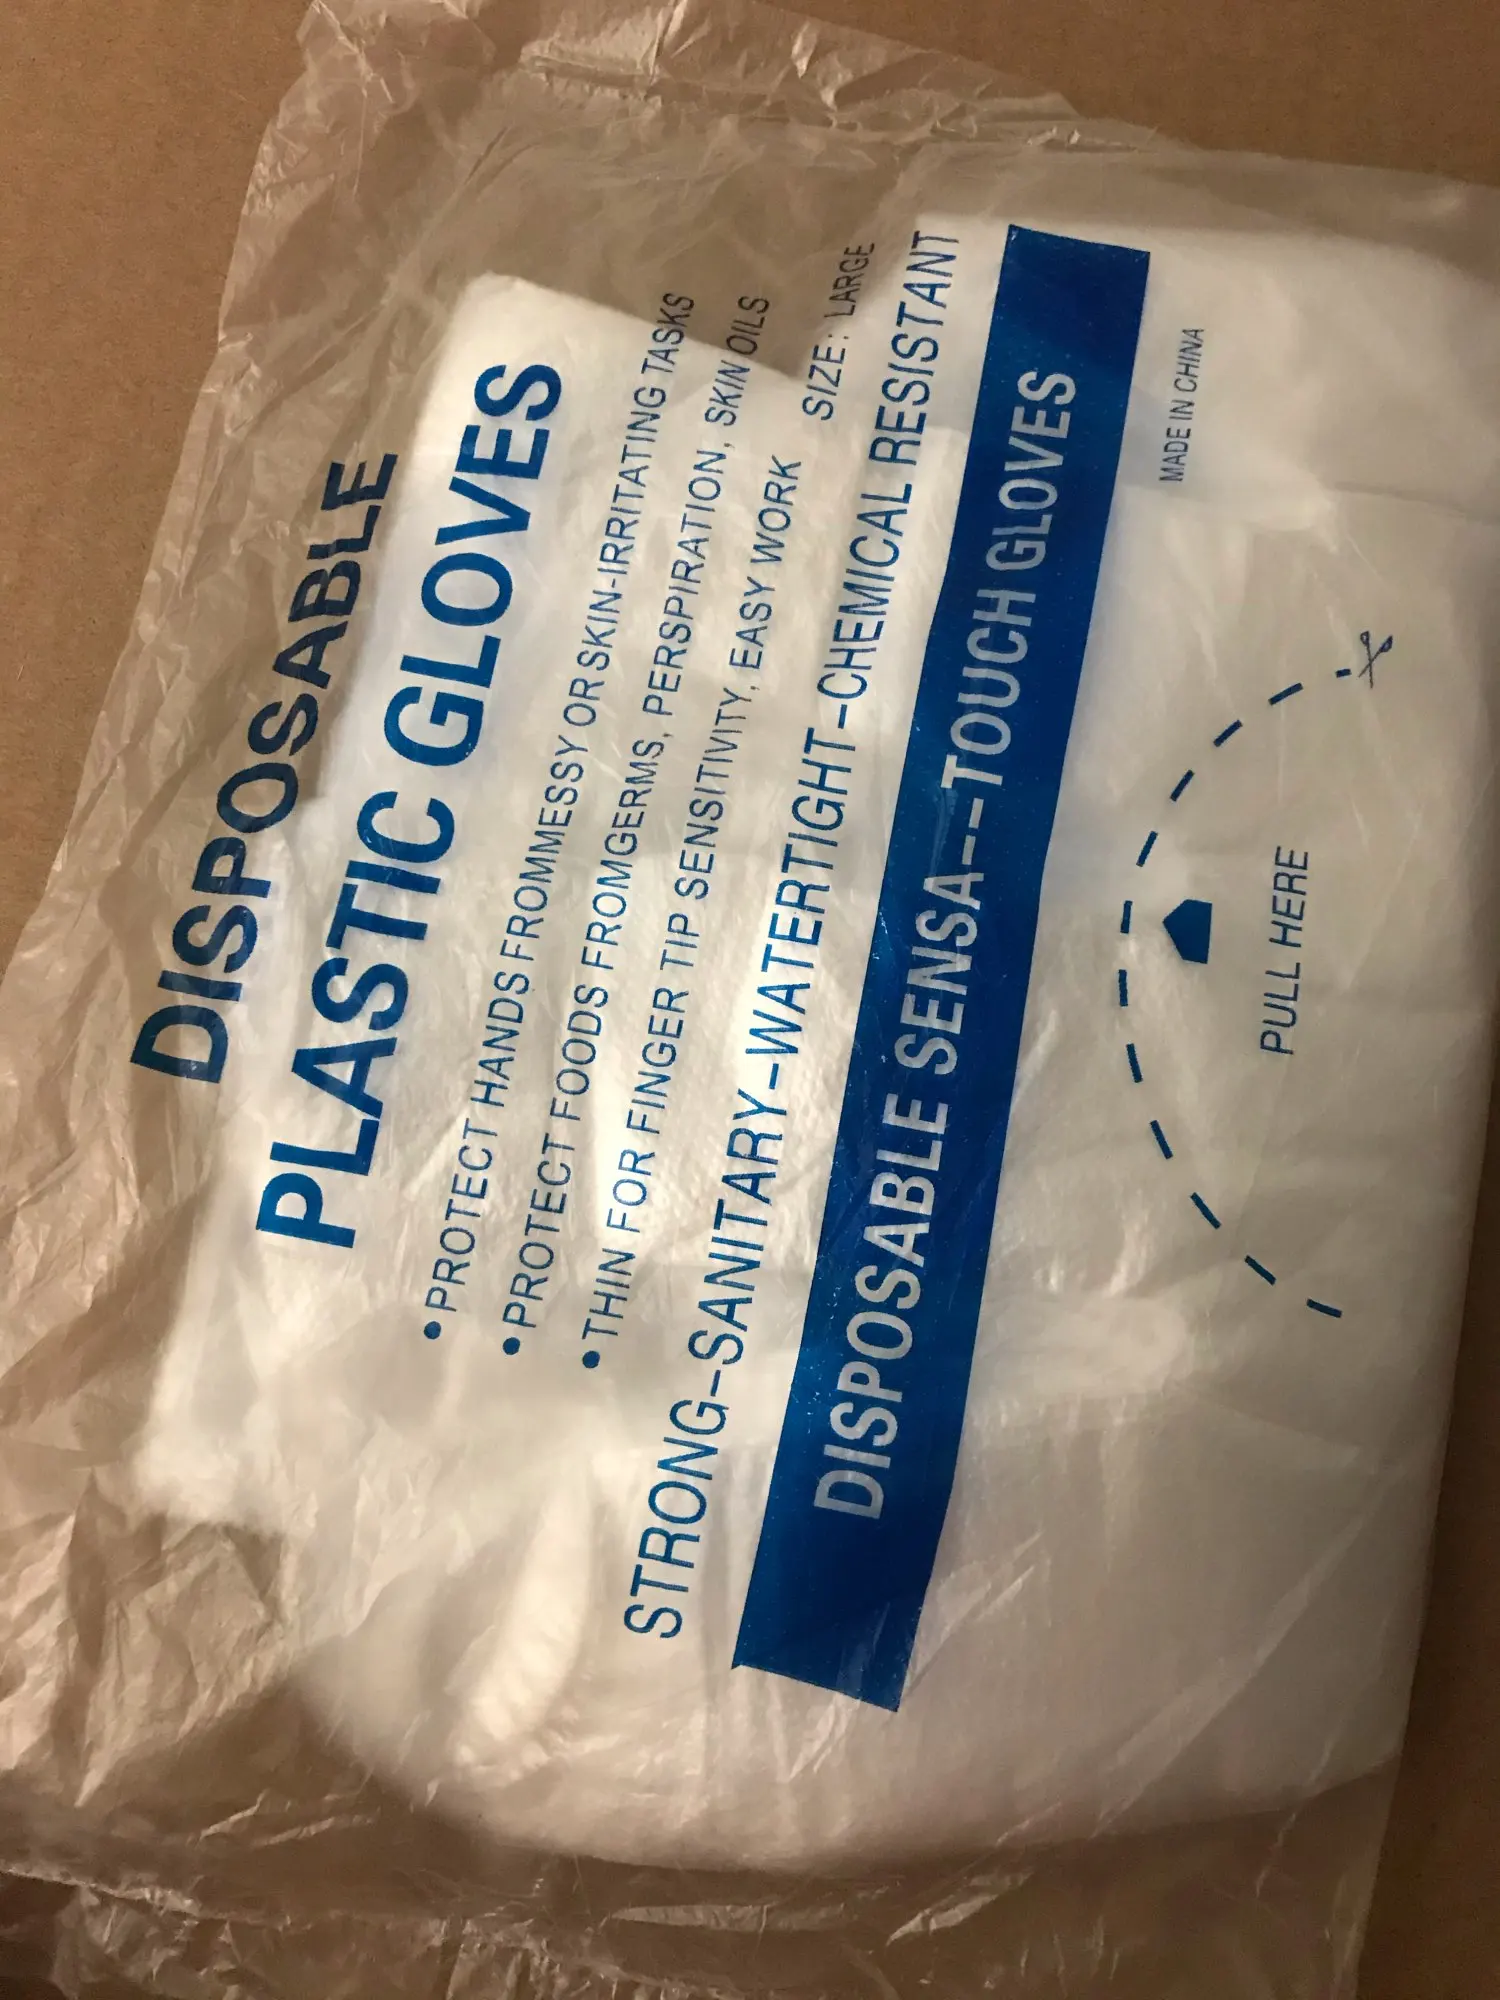 DISPOSABLE
PLASTIC GLOVES
• PROTECT HANDS FROMMESSY OR SKIN-IRRITATING TASKS
• PROTECT FOODS FROMGERMS, PERSPIRATION, SKIN OILS
• THIN FOR FINGER TIP SENSITIVITY, EASY WORK SIZE: LARGE
STRONG-SANITARY-WATERTIGHT-CHEMICAL RESISTANT
DISPOSABLE SENSA--TOUCH GLOVES
MADE IN CHINA
PULL HERE